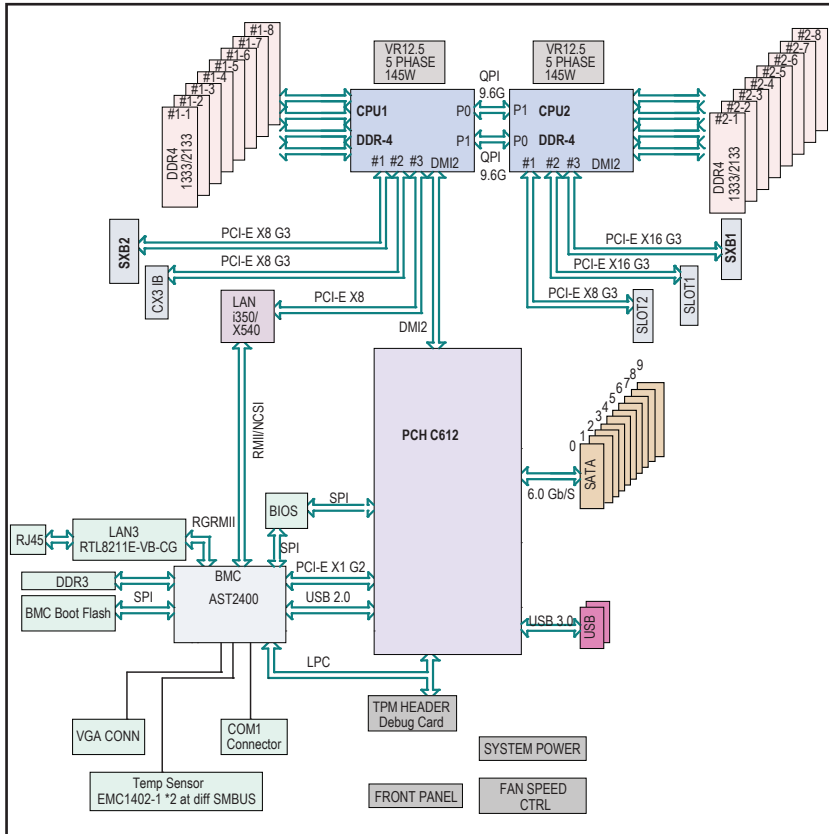 VR12.5
5 PHASE
145W
VR12.5
5 PHASE
145W
QPI
9.6G
#1-8
#1-7
#1-6
#1-5
#1-4
#1-3
#1-2
#1-1
DDR4
1333/2133
CPU1
DDR-4
P0
P1
#1 #2 #3 DMI2
QPI
9.6G
P1
P0
CPU2
DDR-4
#1 #2 #3 DMI2
#2-8
#2-7
#2-6
#2-5
#2-4
#2-3
#2-2
#2-1
DDR4
1333/2133
SXB2
PCI-E X8 G3
CX3 IB
PCI-E X8 G3
LAN
i350/
X540
PCI-E X8
DMI2
PCI-E X16 G3
SXB1
PCI-E X16 G3
SLOT1
PCI-E X8 G3
SLOT2
PCH C612
0 1 2 3 4 5 6 7 8 9
SATA
6.0 Gb/S
RMII/NCSI
BIOS
SPI
SPI
RJ45
LAN3
RTL8211E-VB-CG
RGRMII
DDR3
SPI
BMC Boot Flash
BMC
AST2400
PCI-E X1 G2
USB 2.0
USB 3.0
USB
LPC
TPM HEADER
Debug Card
VGA CONN
COM1
Connector
Temp Sensor
EMC1402-1 *2 at diff SMBUS
SYSTEM POWER
FRONT PANEL
FAN SPEED
CTRL